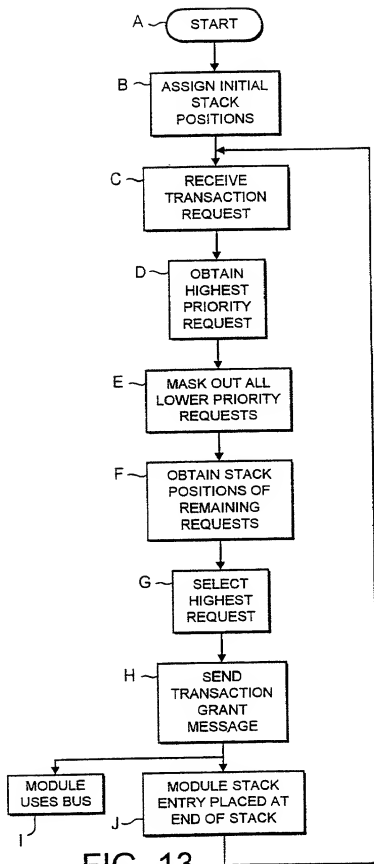 A
START
B
ASSIGN INITIAL
STACK
POSITIONS
C
RECEIVE
TRANSACTION
REQUEST
D
OBTAIN
HIGHEST
PRIORITY
REQUEST
E
MASK OUT ALL
LOWER PRIORITY
REQUESTS
F
OBTAIN STACK
POSITIONS OF
REMAINING
REQUESTS
G
SELECT
HIGHEST
REQUEST
H
SEND
TRANSACTION
GRANT
MESSAGE
MODULE
USES BUS
I
MODULE STACK
ENTRY PLACED AT
END OF STACK
J
FIG. 13